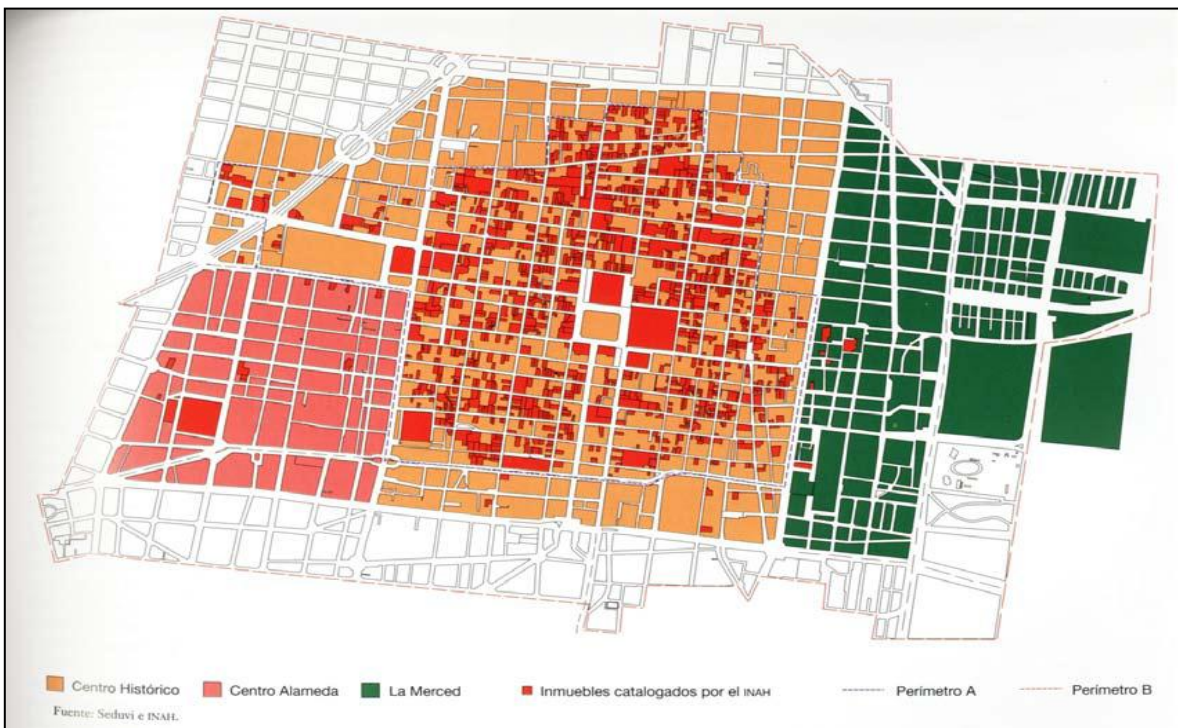 Centro Histórico
Centro Alameda
La Merced
Inmuebles catalogados por el INAH
Perímetro A
Perímetro B
Fuente: Seduvi e INAH.